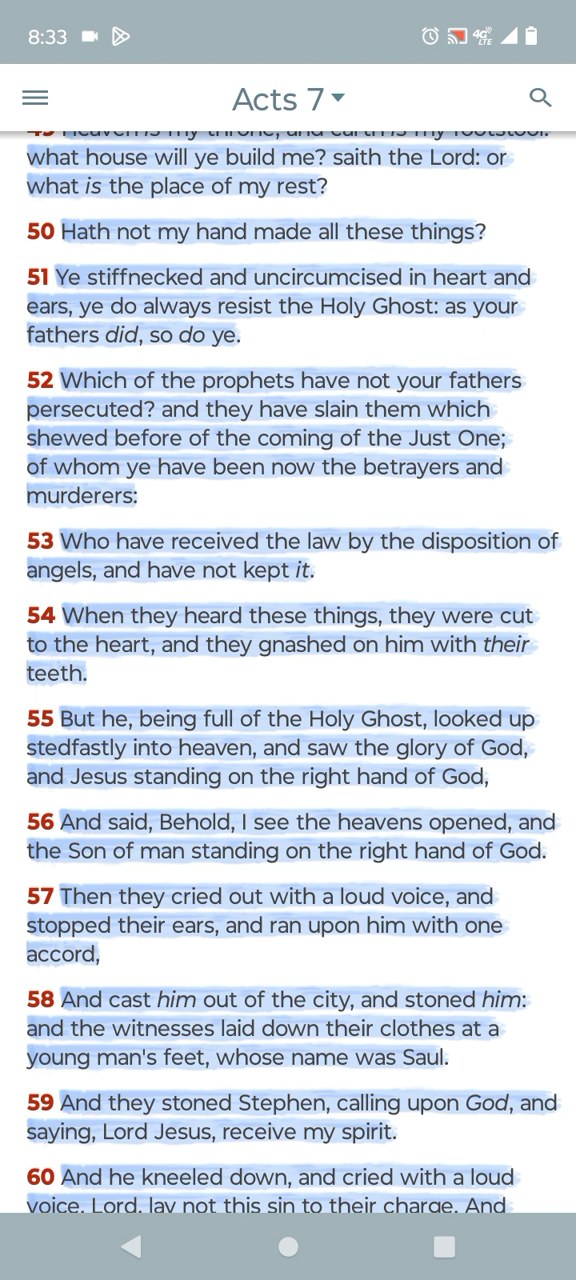 8:33
4G
LTE
Acts 7
49 Heaven is my throne, and earth is my footstool:
what house will ye build me? saith the Lord: or
what is the place of my rest?
50 Hath not my hand made all these things?
51 Ye stiffnecked and uncircumcised in heart and
ears, ye do always resist the Holy Ghost: as your
fathers did, so do ye.
52 Which of the prophets have not your fathers
persecuted? and they have slain them which
shewed before of the coming of the Just One;
of whom ye have been now the betrayers and
murderers:
53 Who have received the law by the disposition of
angels, and have not kept it.
54 When they heard these things, they were cut
to the heart, and they gnashed on him with their
teeth.
55 But he, being full of the Holy Ghost, looked up
stedfastly into heaven, and saw the glory of God,
and Jesus standing on the right hand of God,
56 And said, Behold, I see the heavens opened, and
the Son of man standing on the right hand of God.
57 Then they cried out with a loud voice, and
stopped their ears, and ran upon him with one
accord,
58 And cast him out of the city, and stoned him:
and the witnesses laid down their clothes at a
young man's feet, whose name was Saul.
59 And they stoned Stephen, calling upon God, and
saying, Lord Jesus, receive my spirit.
60 And he kneeled down, and cried with a loud
voice, Lord, lay not this sin to their charge. And